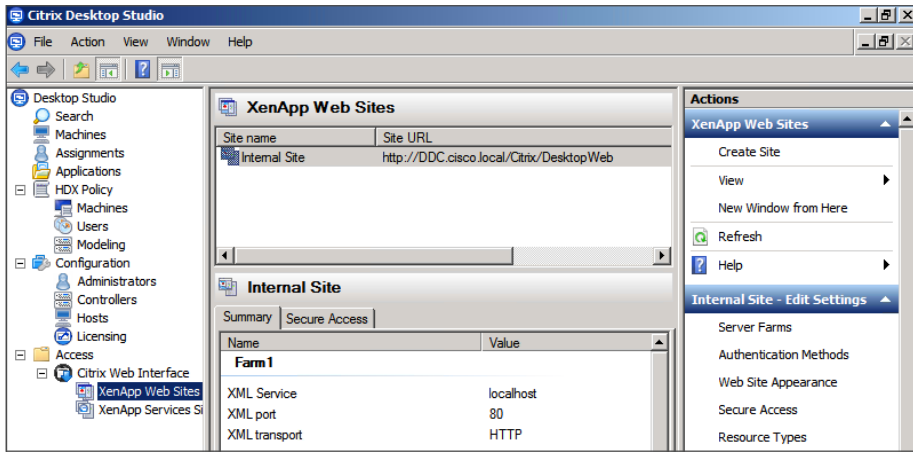 Citrix Desktop Studio
File Action View Window Help
Desktop Studio
Search
Machines
Assignments
Applications
HDX Policy
Machines
Users
Modeling
Configuration
Administrators
Controllers
Hosts
Licensing
Access
Citrix Web Interface
XenApp Web Sites
XenApp Services Si
XenApp Web Sites
Site name Site URL
Internal Site http://DDC.cisco.local/Citrix/DesktopWeb
Internal Site
Summary Secure Access
Name Value
Farm1
XML Service localhost
XML port 80
XML transport HTTP
Actions
XenApp Web Sites
Create Site
View
New Window from Here
Refresh
Help
Internal Site - Edit Settings
Server Farms
Authentication Methods
Web Site Appearance
Secure Access
Resource Types